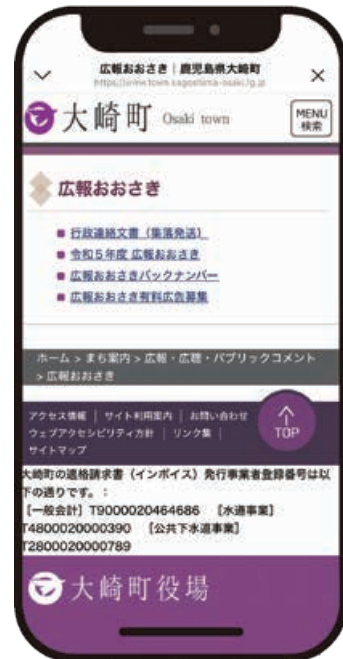 広報おおさき｜鹿児島県大崎町
https://www.town.kagoshima-osaki.lg.jp
大崎町 Osaki town
MENU
検索
広報おおさき
行政連絡文書（集落発送）
令和5年度 広報おおさき
広報おおさきバックナンバー
広報おおさき有料広告募集
ホーム > まち案内 > 広報・広聴・パブリックコメント
> 広報おおさき
アクセス情報 ｜ サイト利用案内 ｜ お問い合わせ
ウェブアクセシビリティ方針 ｜ リンク集 ｜
サイトマップ
TOP
大崎町の適格請求書（インボイス）発行事業者登録番号は以
下の通りです。：
［一般会計］T9000020464686 ［水道事業］
T4800020000390 ［公共下水道事業］
T2800020000789
大崎町役場